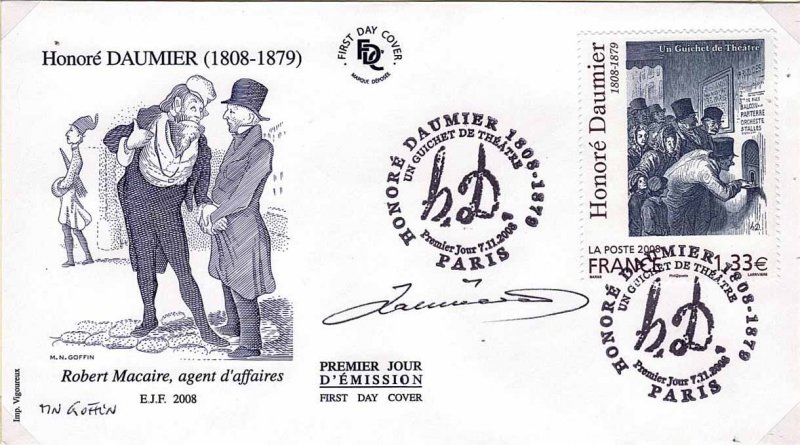 Honoré DAUMIER (1808-1879)
FIRST DAY COVER
FDC
MARQUE DÉPOSÉE
M.N. GOFFIN
Robert Macaire, agent d'affaires
E.J.F. 2008
Imp. Vigoureux
MN GOFFIN
PREMIER JOUR
D'ÉMISSION
FIRST DAY COVER
HONORÉ DAUMIER 1808-1879
UN GUICHET DE THÉÂTRE
h.D
Premier Jour 7.11.2008
PARIS
Honoré Daumier
1808-1879
Un Guichet de Théâtre
PARTERRE
ORCHESTRE
STALLES
h.D.
LA POSTE 2008
FRANCE 1,33€
LARRIVIÈRE
HONORÉ DAUMIER 1808-1879
UN GUICHET DE THÉÂTRE
h.D
Premier Jour 7.11.2008
PARIS